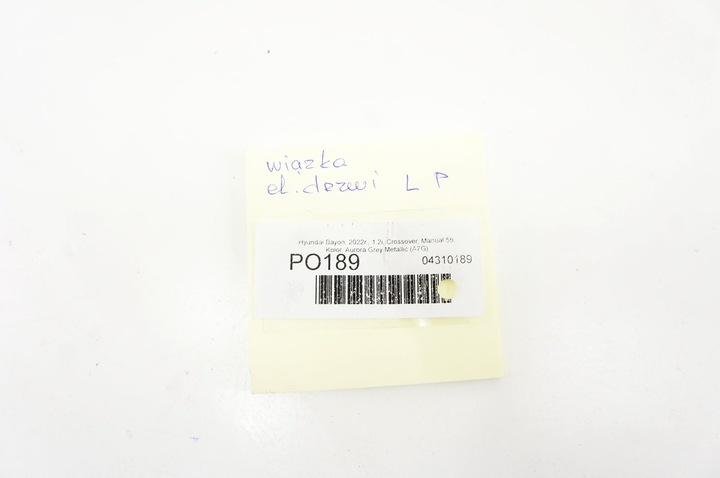 wiązka
el. drzwi L P
Hyundai Bayon, 2022r., 1.2i, Crossover, Manual 5b,
Kolor: Aurora Grey Metallic (A7G)
PO189 04310189